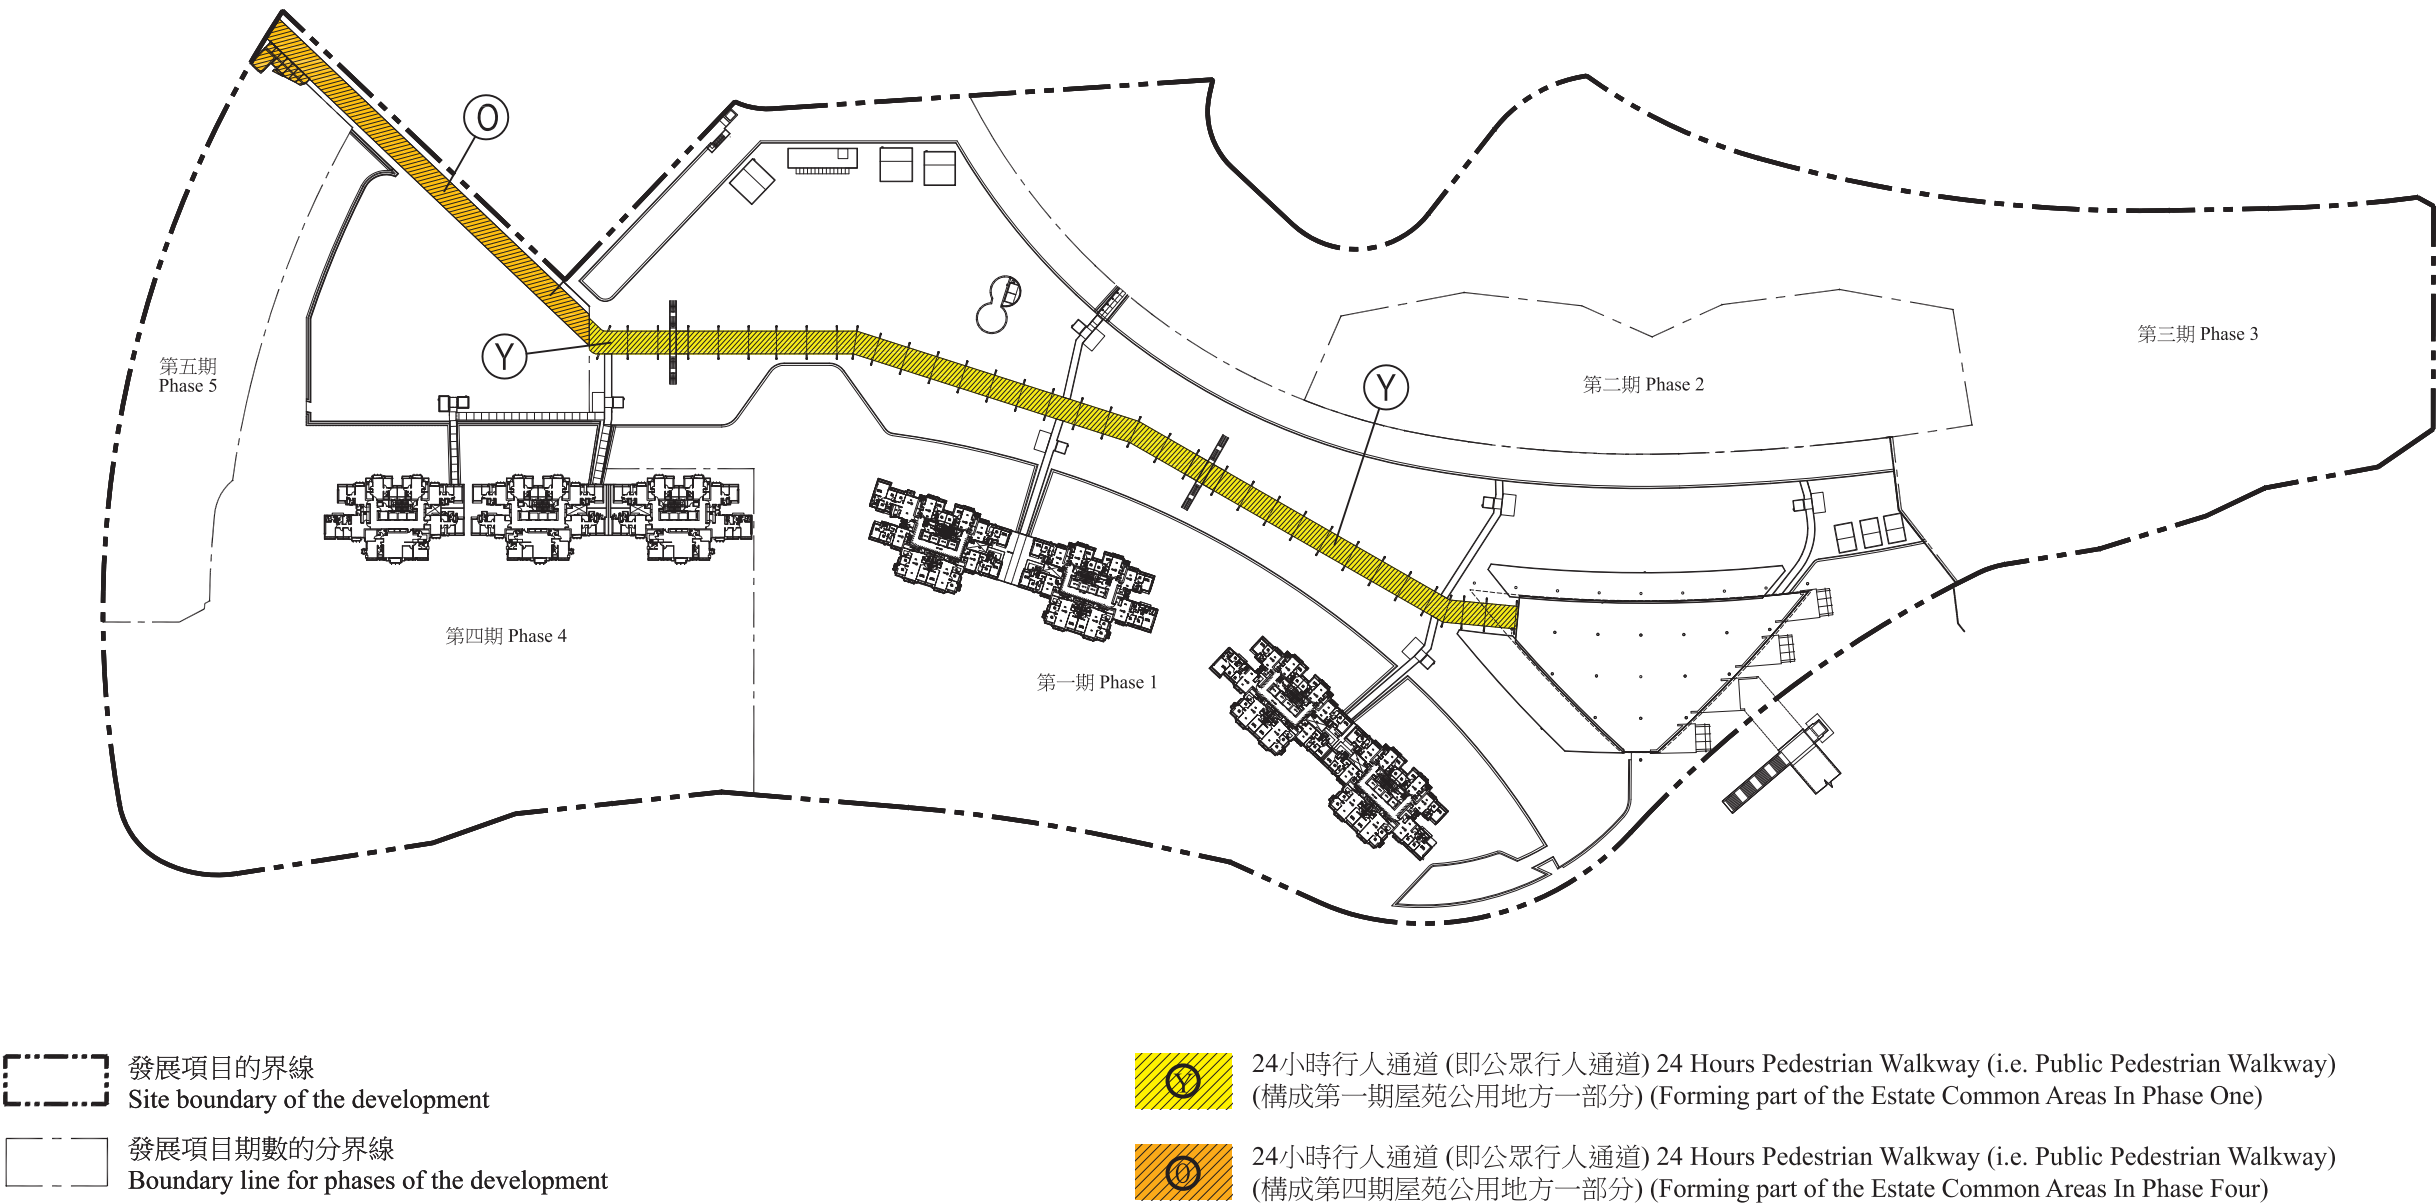 O
Y
Y
第五期
Phase 5
第三期 Phase 3
第二期 Phase 2
第四期 Phase 4
第一期 Phase 1
發展項目的界線
Site boundary of the development
發展項目期數的分界線
Boundary line for phases of the development
Y
24小時行人通道 (即公眾行人通道) 24 Hours Pedestrian Walkway (i.e. Public Pedestrian Walkway)
(構成第一期屋苑公用地方一部分) (Forming part of the Estate Common Areas In Phase One)
O
24小時行人通道 (即公眾行人通道) 24 Hours Pedestrian Walkway (i.e. Public Pedestrian Walkway)
(構成第四期屋苑公用地方一部分) (Forming part of the Estate Common Areas In Phase Four)